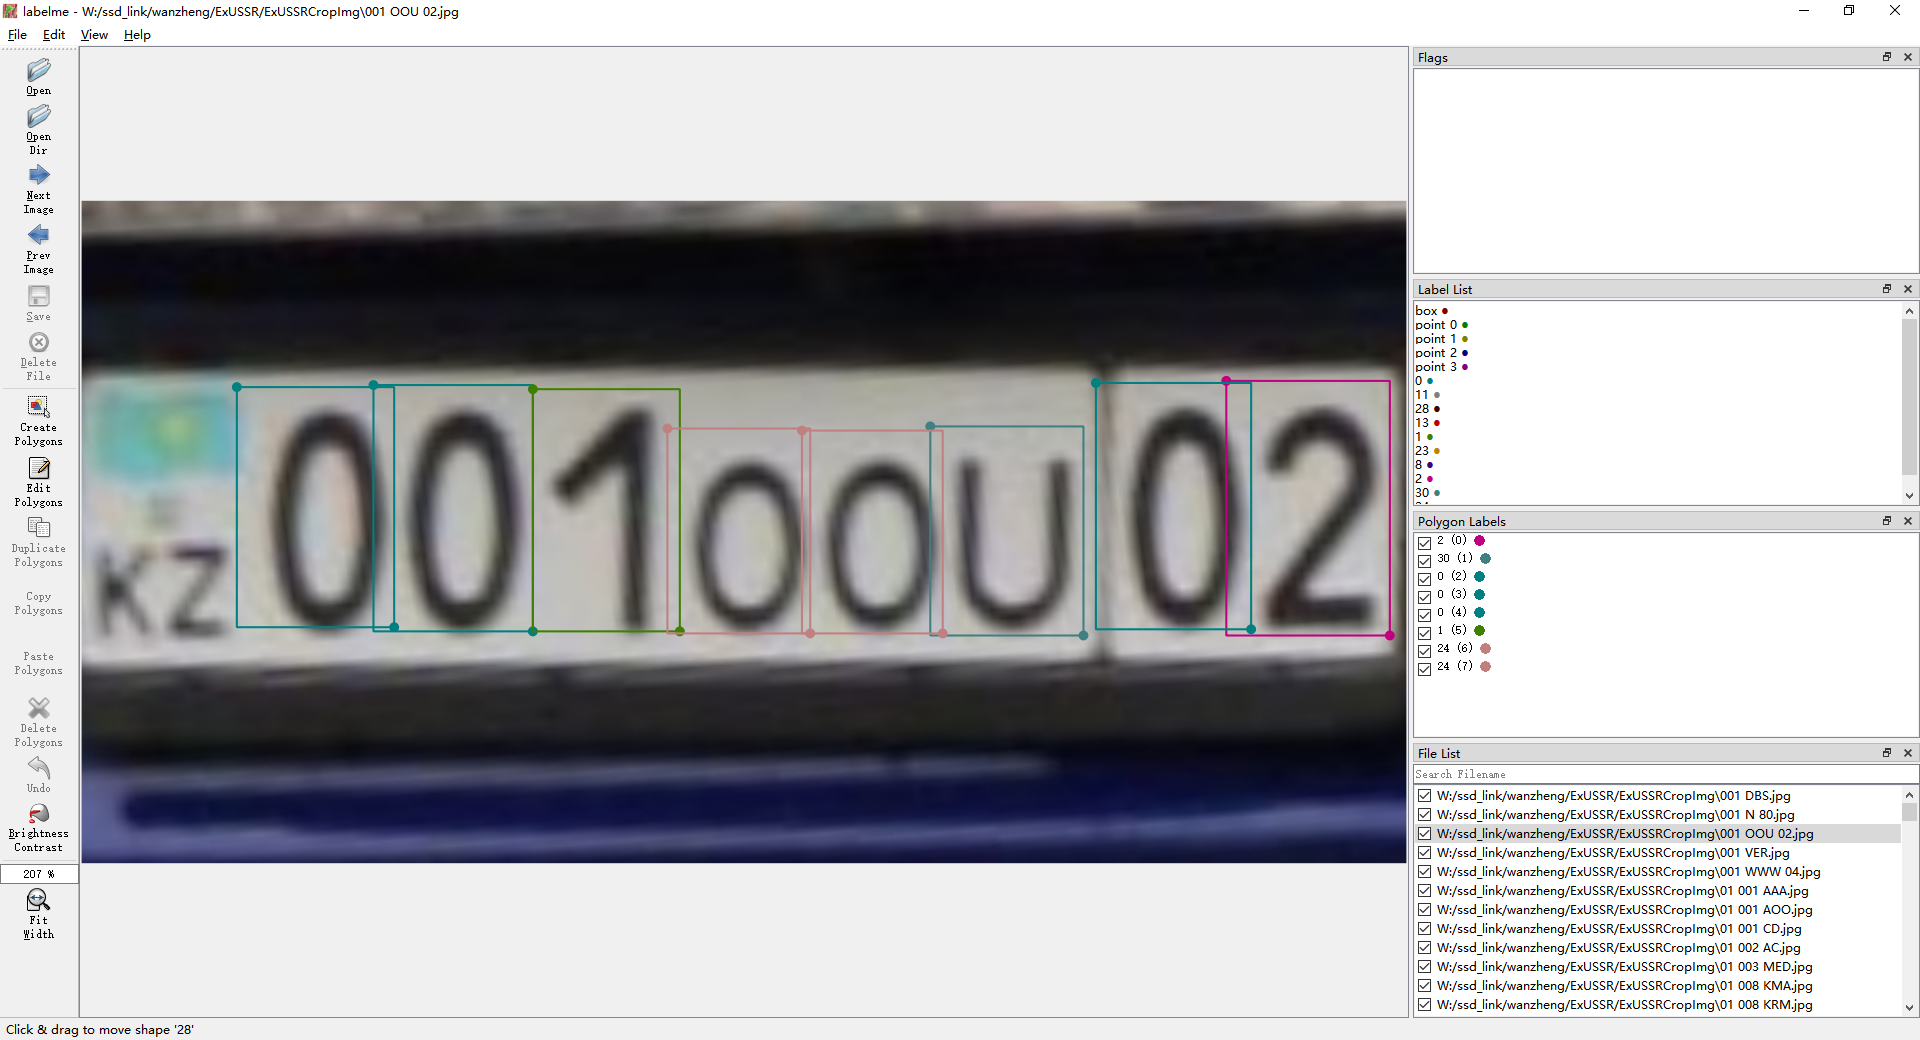 labelme - W:/ssd_link/wanzheng/ExUSSR/ExUSSRCropImg\001 OOU 02.jpg
File Edit View Help
Open
Open Dir
Next Image
Prev Image
Save
Delete File
Create Polygons
Edit Polygons
Duplicate Polygons
Copy Polygons
Paste Polygons
Delete Polygons
Undo
Brightness Contrast
207 %
Fit Width
KZ 001 OOU 02
Flags
Label List
box
point 0
point 1
point 2
point 3
0
11
28
13
1
23
8
2
30
Polygon Labels
2 (0)
30 (1)
0 (2)
0 (3)
0 (4)
1 (5)
24 (6)
24 (7)
File List
Search Filename
W:/ssd_link/wanzheng/ExUSSR/ExUSSRCropImg\001 DBS.jpg
W:/ssd_link/wanzheng/ExUSSR/ExUSSRCropImg\001 N 80.jpg
W:/ssd_link/wanzheng/ExUSSR/ExUSSRCropImg\001 OOU 02.jpg
W:/ssd_link/wanzheng/ExUSSR/ExUSSRCropImg\001 VER.jpg
W:/ssd_link/wanzheng/ExUSSR/ExUSSRCropImg\001 WWW 04.jpg
W:/ssd_link/wanzheng/ExUSSR/ExUSSRCropImg\01 001 AAA.jpg
W:/ssd_link/wanzheng/ExUSSR/ExUSSRCropImg\01 001 AOO.jpg
W:/ssd_link/wanzheng/ExUSSR/ExUSSRCropImg\01 001 CD.jpg
W:/ssd_link/wanzheng/ExUSSR/ExUSSRCropImg\01 002 AC.jpg
W:/ssd_link/wanzheng/ExUSSR/ExUSSRCropImg\01 003 MED.jpg
W:/ssd_link/wanzheng/ExUSSR/ExUSSRCropImg\01 008 KMA.jpg
W:/ssd_link/wanzheng/ExUSSR/ExUSSRCropImg\01 008 KRM.jpg
Click & drag to move shape '28'